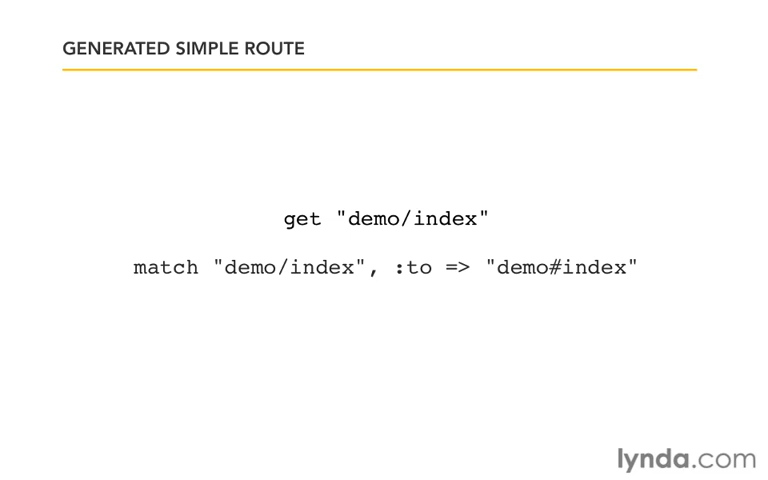 GENERATED SIMPLE ROUTE
get "demo/index"
match "demo/index", :to => "demo#index"
lynda.com